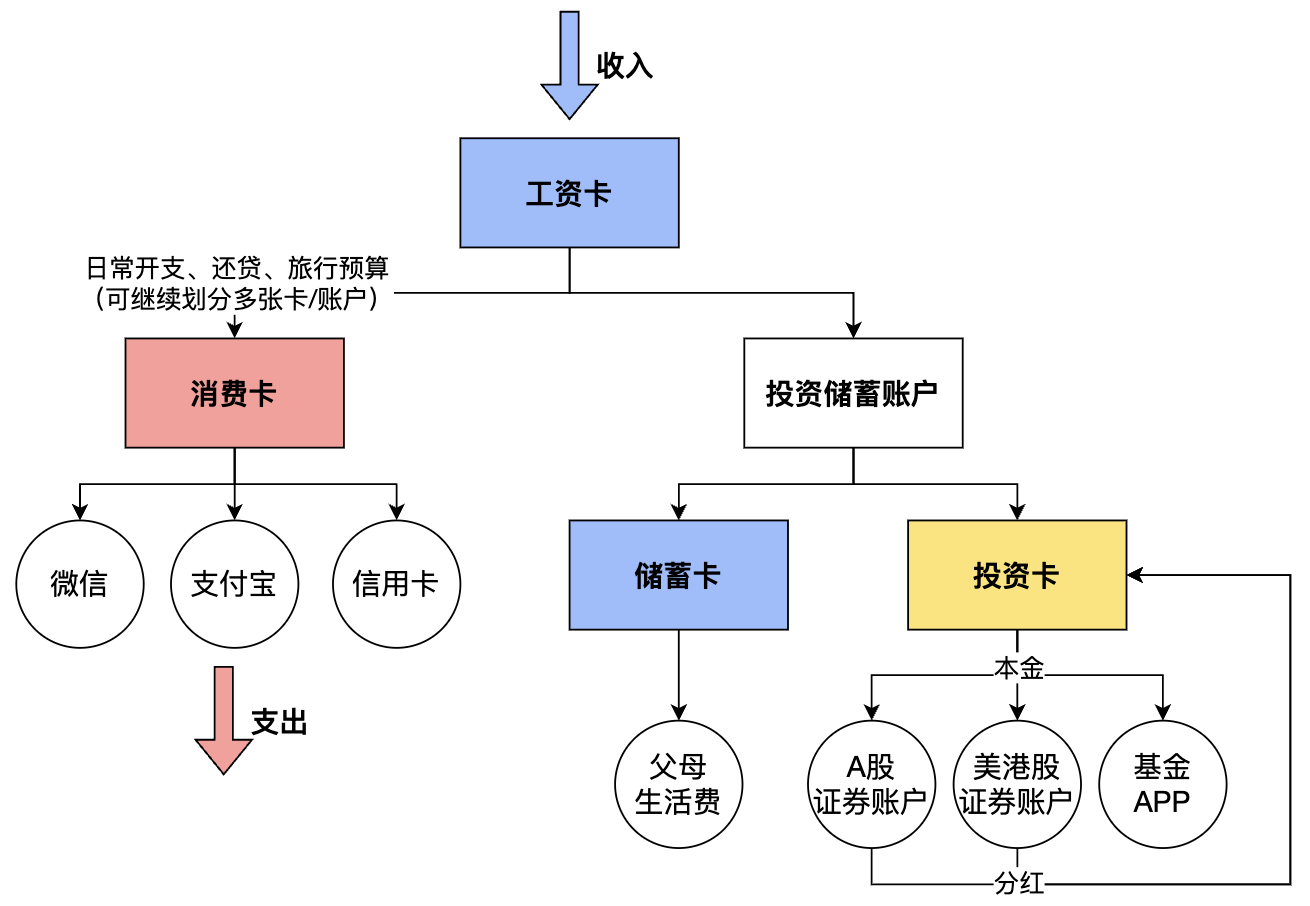 收入
工资卡
日常开支、还贷、旅行预算
（可继续划分多张卡/账户）
消费卡
投资储蓄账户
微信
支付宝
信用卡
储蓄卡
投资卡
支出
本金
父母
生活费
A股
证券账户
美港股
证券账户
基金
APP
分红